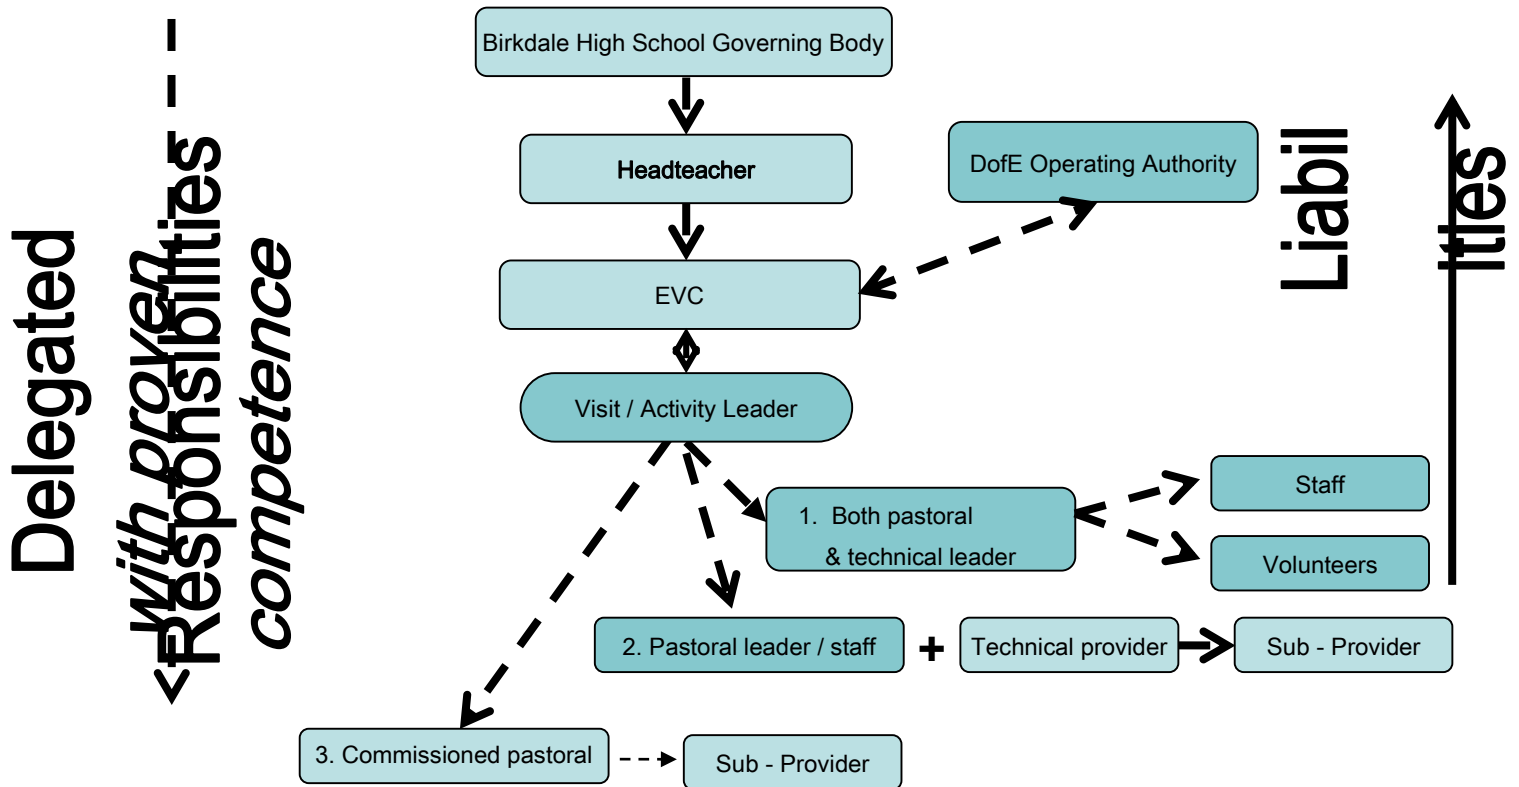 Birkdale High School Governing Body
Headteacher
DofE Operating Authority
EVC
Visit / Activity Leader
Staff
1. Both pastoral
& technical leader
Volunteers
2. Pastoral leader / staff
+
Technical provider
Sub - Provider
3. Commissioned pastoral
Sub - Provider
Delegated
Responsibilities
with proven
competence
Liabil
ities